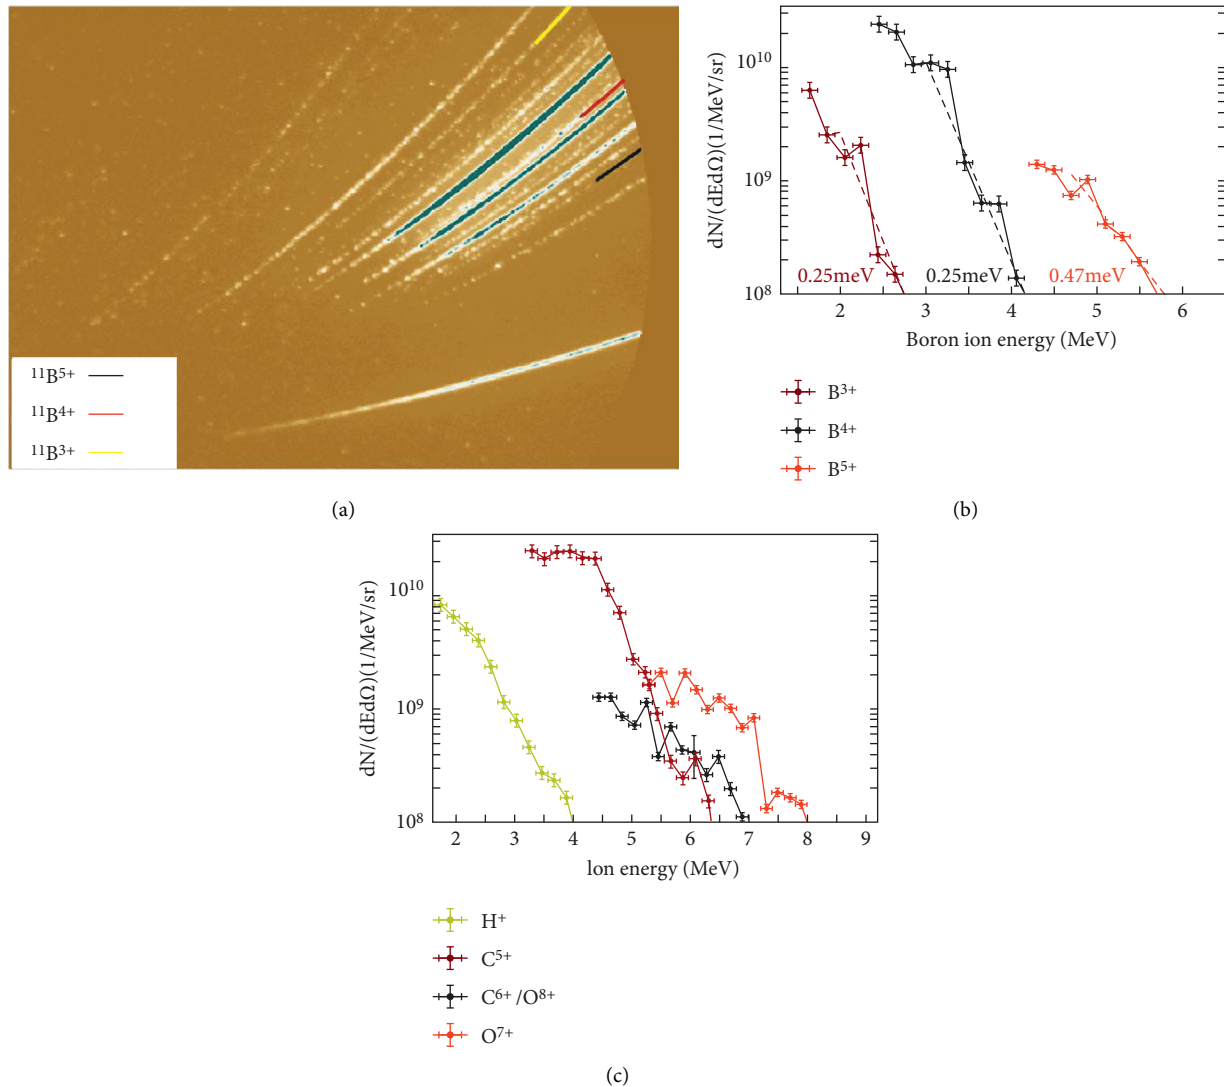 ¹¹B⁵⁺
¹¹B⁴⁺
¹¹B³⁺
(a)
dN/(dEdΩ)(1/MeV/sr)
10¹⁰
10⁹
10⁸
0.25meV 0.25meV 0.47meV
2 3 4 5 6
Boron ion energy (MeV)
B³⁺
B⁴⁺
B⁵⁺
(b)
dN/(dEdΩ)(1/MeV/sr)
10¹⁰
10⁹
10⁸
2 3 4 5 6 7 8 9
Ion energy (MeV)
H⁺
C⁵⁺
C⁶⁺/O⁸⁺
O⁷⁺
(c)